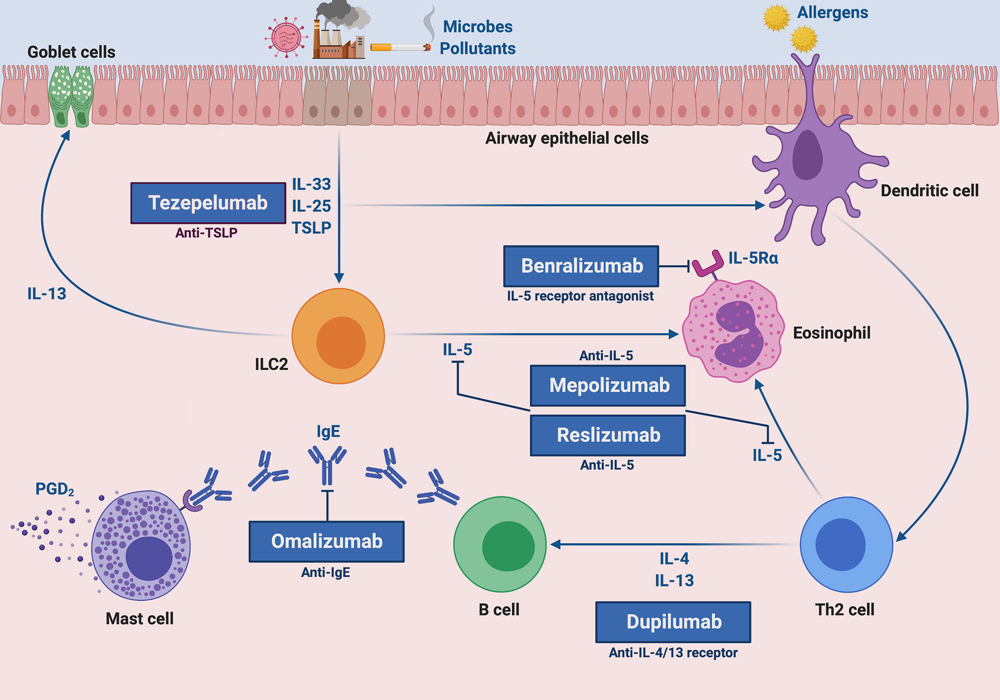 Allergens
Microbes
Pollutants
Goblet cells
Airway epithelial cells
IL-33
Tezepelumab
IL-25
TSLP
Anti-TSLP
Dendritic cell
Benralizumab
IL-5Rα
IL-5 receptor antagonist
IL-13
Eosinophil
ILC2
IL-5
Anti-IL-5
Mepolizumab
Reslizumab
Anti-IL-5
IL-5
IgE
PGD₂
Omalizumab
Anti-IgE
IL-4
IL-13
Mast cell
B cell
Th2 cell
Dupilumab
Anti-IL-4/13 receptor